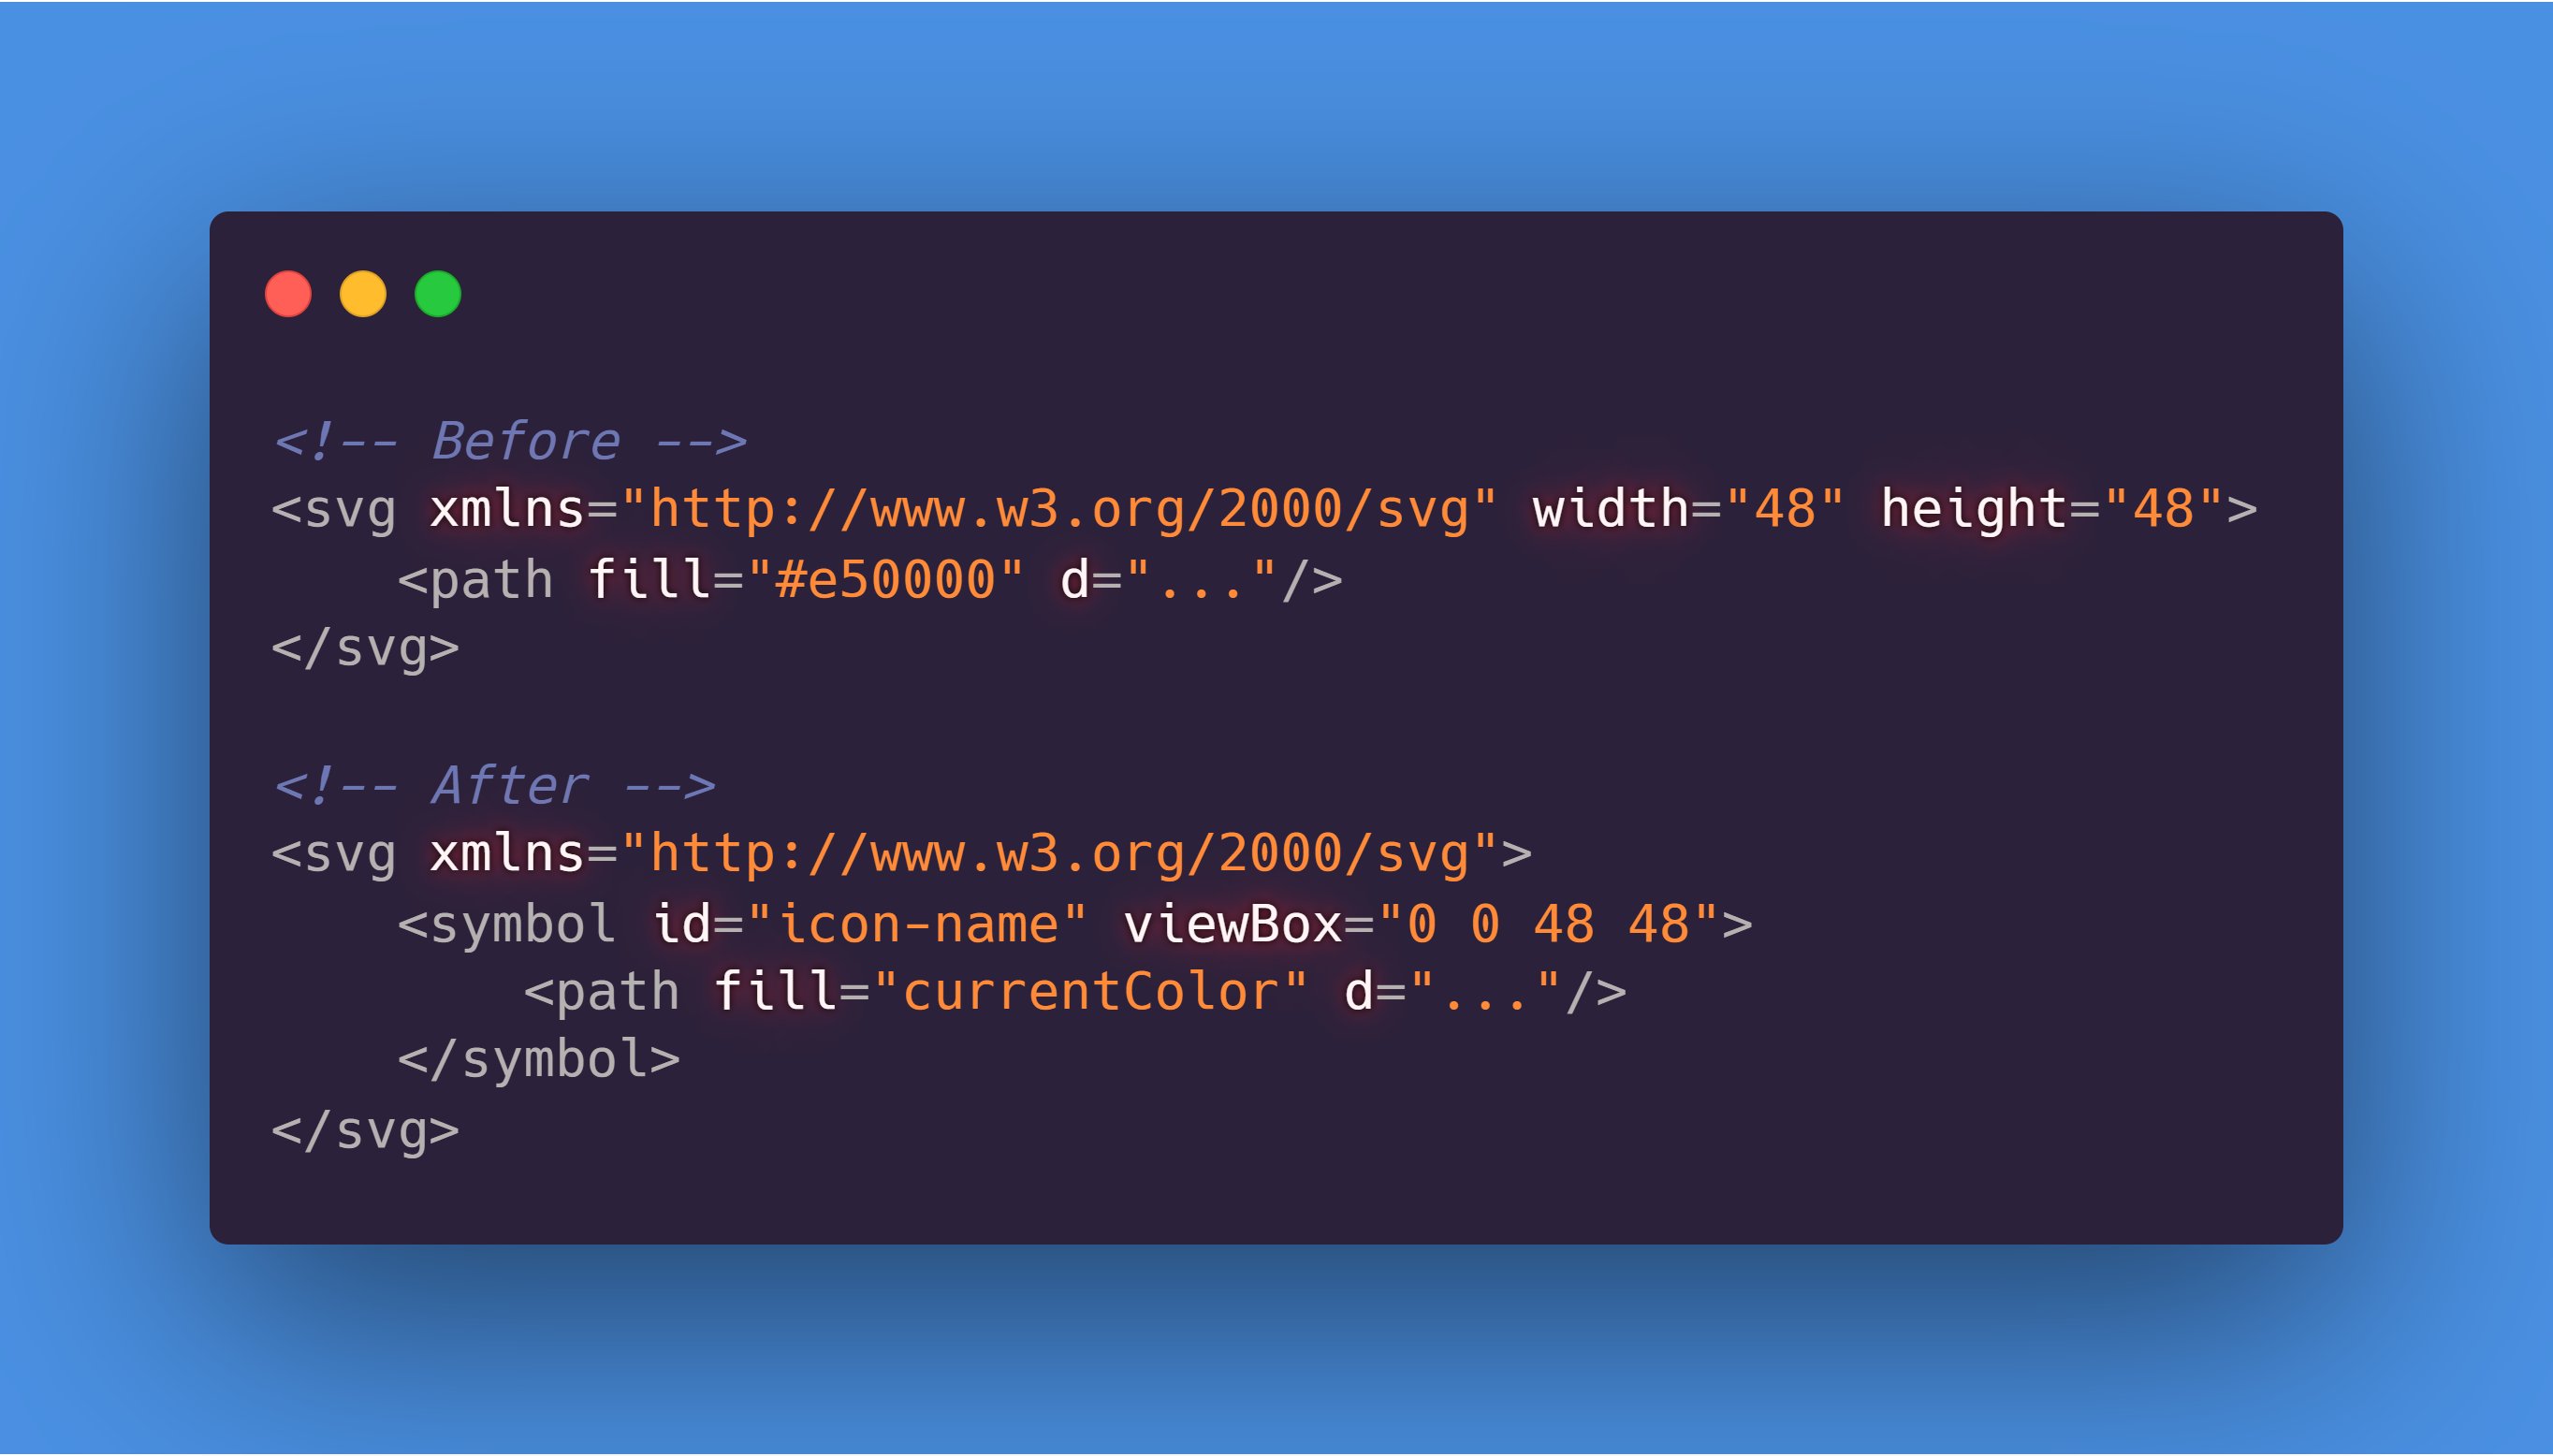 <!-- Before -->
<svg xmlns="http://www.w3.org/2000/svg" width="48" height="48">
    <path fill="#e50000" d="..."/>
</svg>

<!-- After -->
<svg xmlns="http://www.w3.org/2000/svg">
    <symbol id="icon-name" viewBox="0 0 48 48">
        <path fill="currentColor" d="..."/>
    </symbol>
</svg>